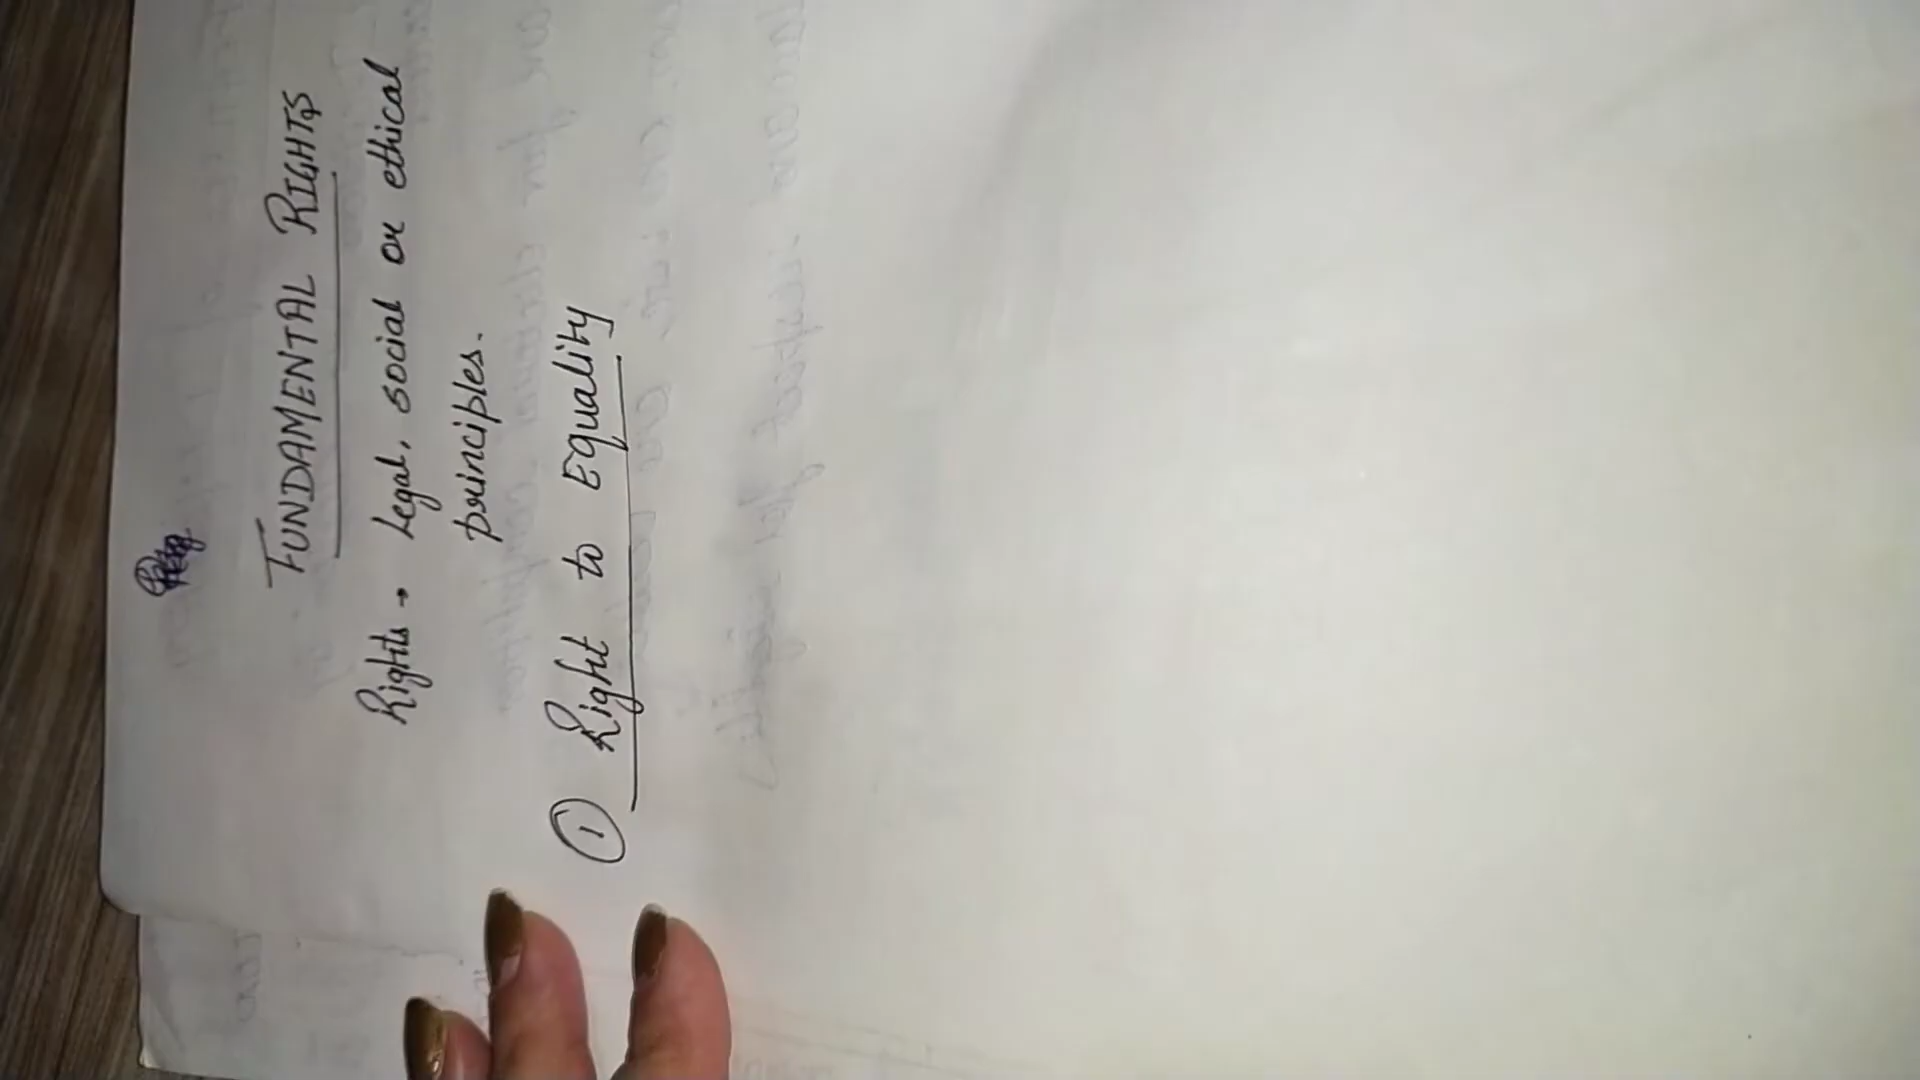 FUNDAMENTAL RIGHTS
Rights → Legal, social or ethical
principles.
① Right to Equality